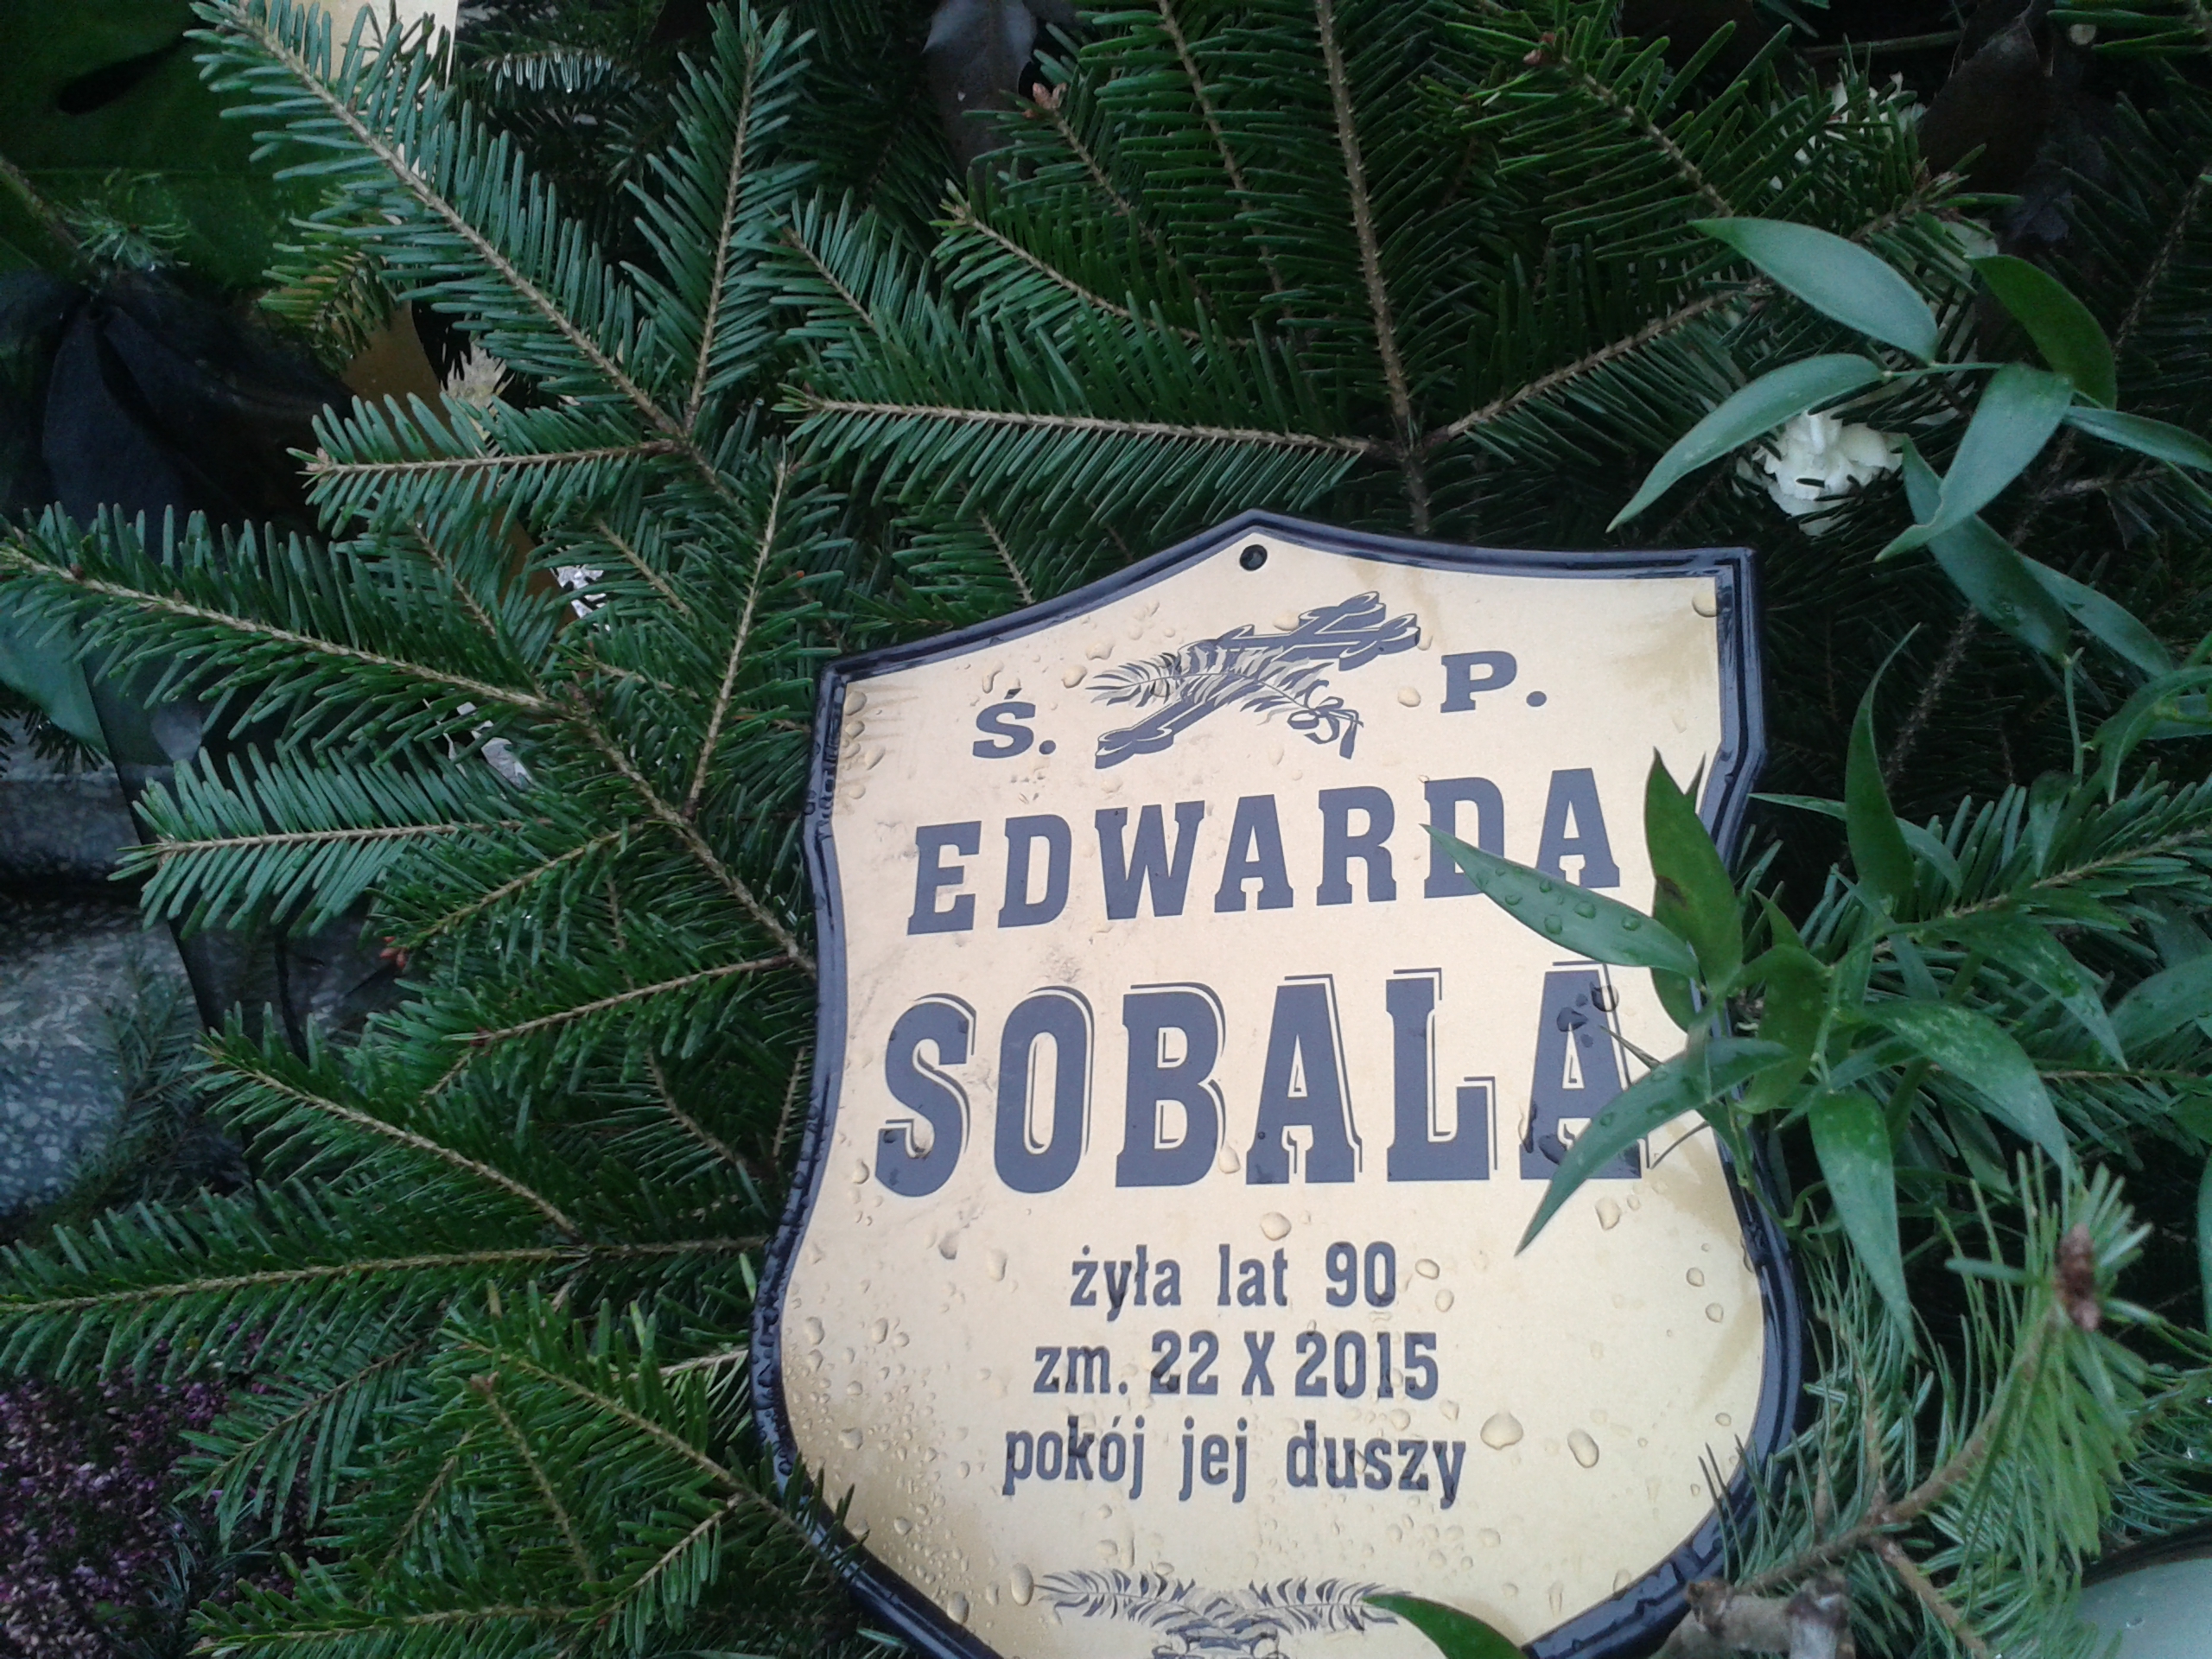 Ś. P.
EDWARDA
SOBALA
żyła lat 90
zm. 22 X 2015
pokój jej duszy